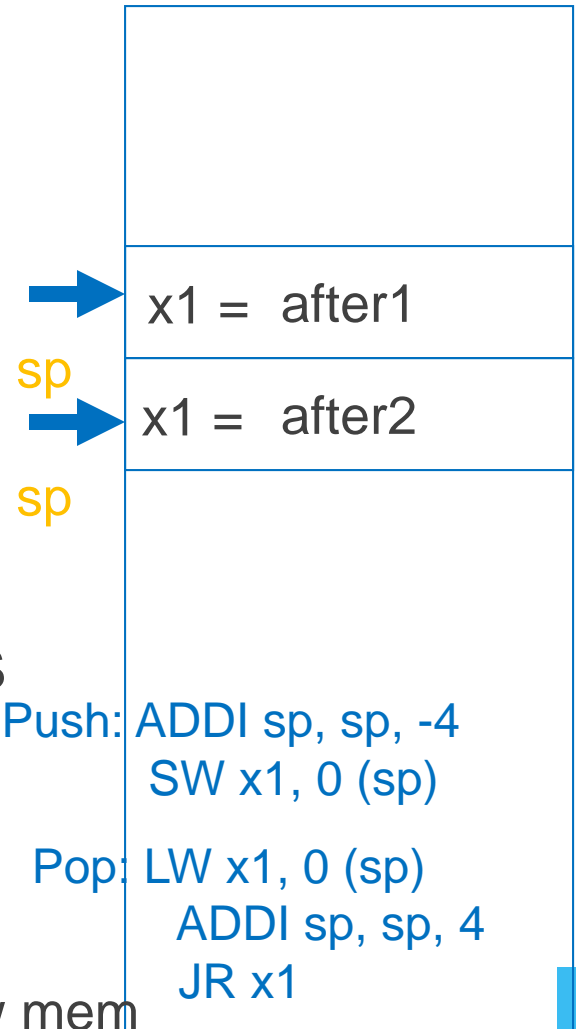 x1 = after1
sp
x1 = after2
sp
Push: ADDI sp, sp, -4
SW x1, 0 (sp)
Pop: LW x1, 0 (sp)
ADDI sp, sp, 4
JR x1
mem